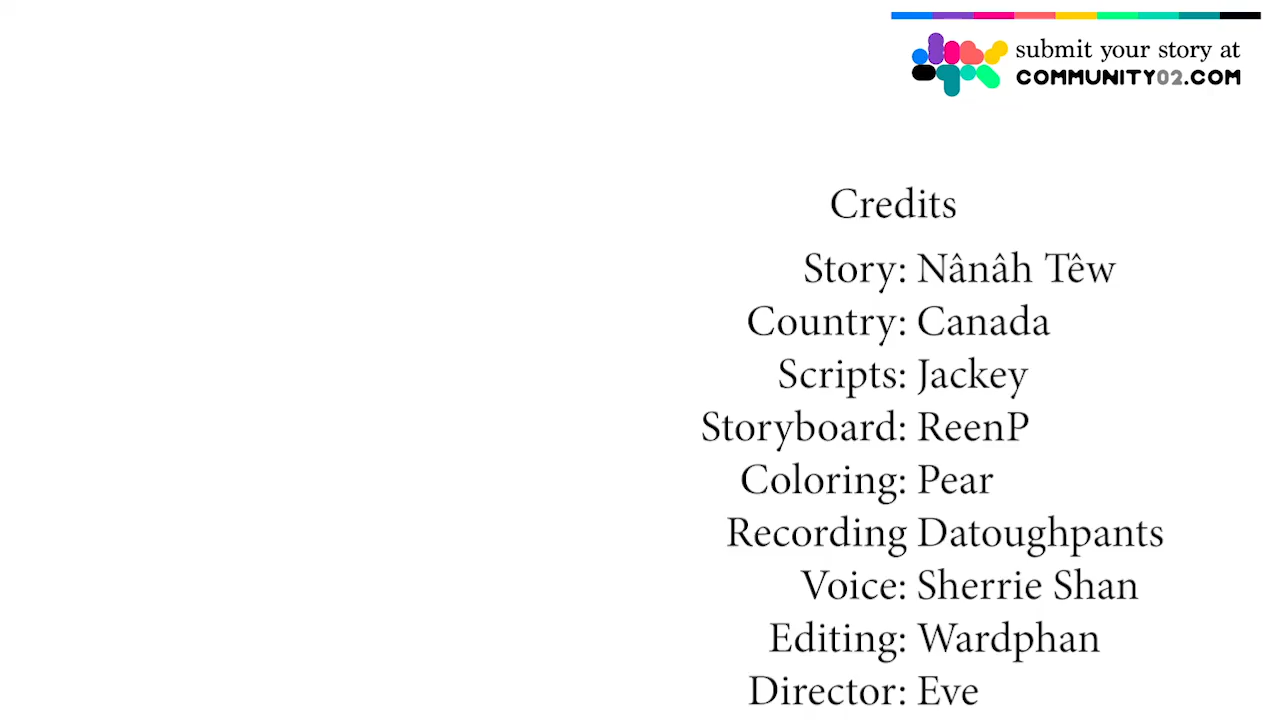 submit your story at
COMMUNITY02.COM
Credits
Story: Nânâh Têw
Country: Canada
Scripts: Jackey
Storyboard: ReenP
Coloring: Pear
Recording Datoughpants
Voice: Sherrie Shan
Editing: Wardphan
Director: Eve